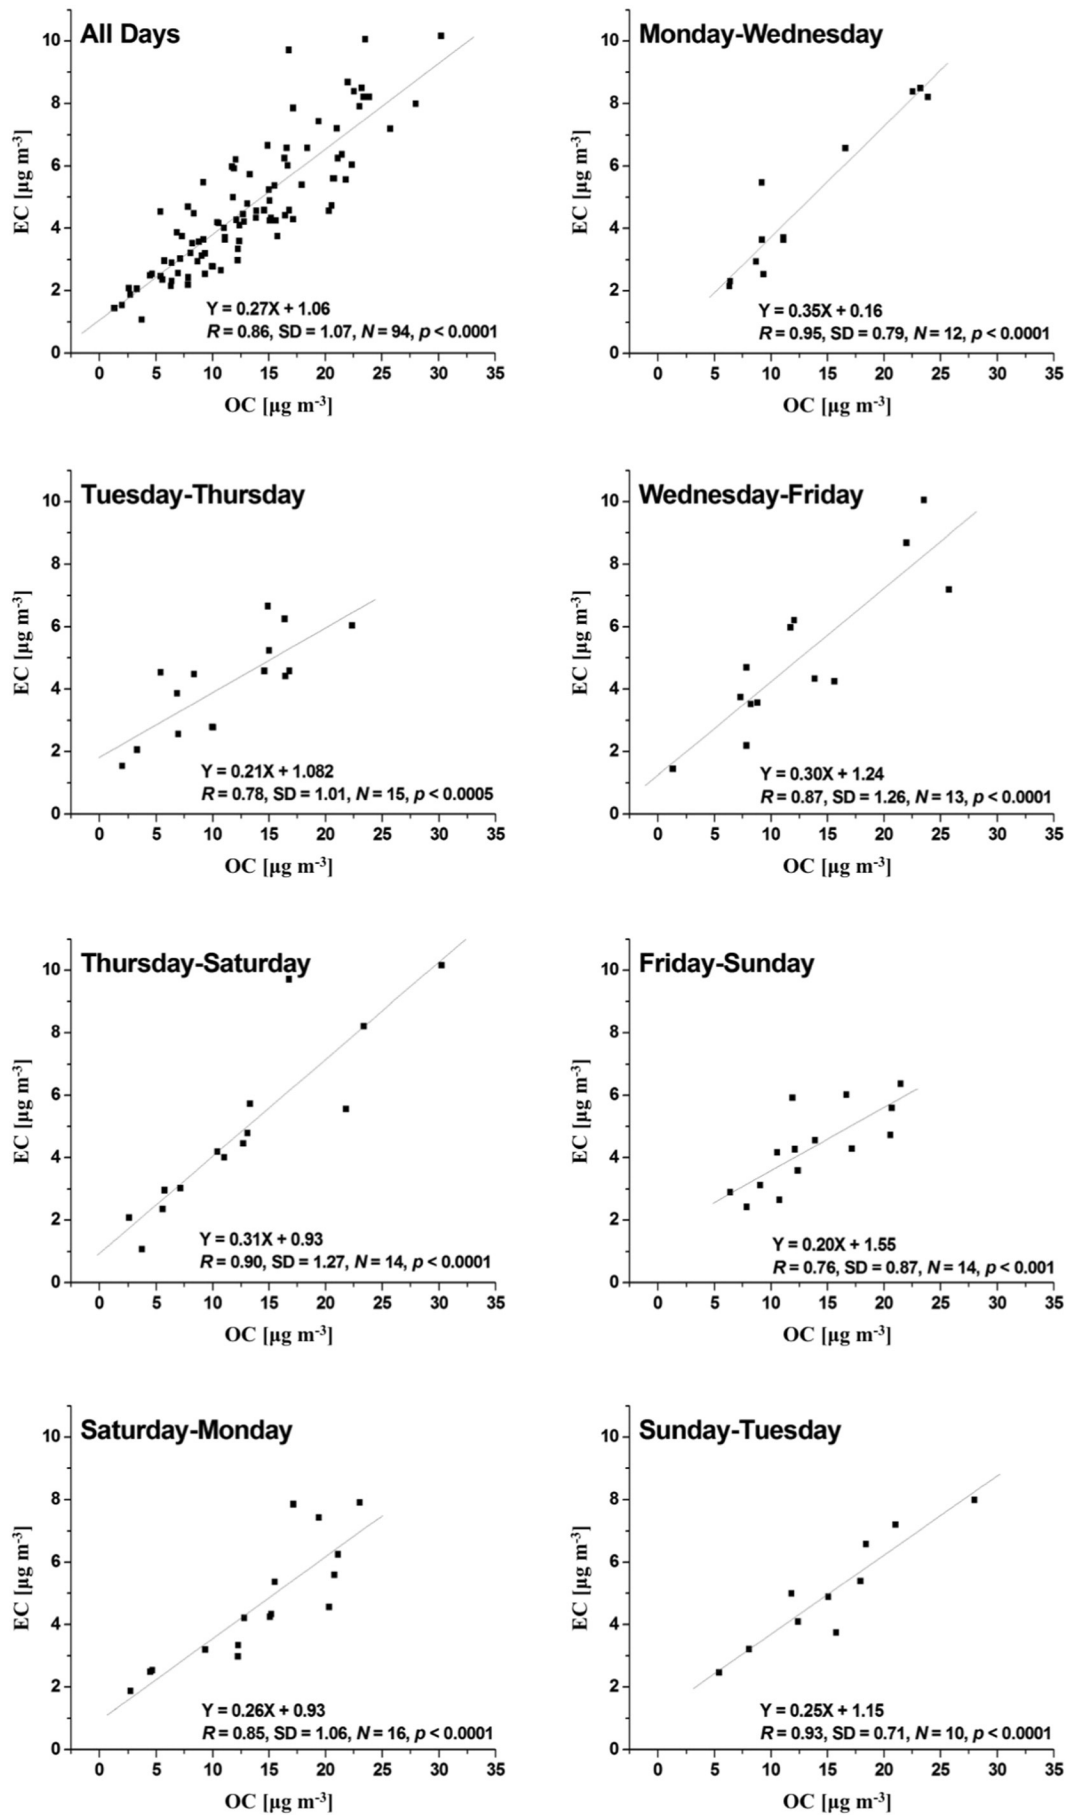 All Days
10
8
6
4
2
0
EC [µg m-3]
Y = 0.27X + 1.06
R = 0.86, SD = 1.07, N = 94, p < 0.0001
0 5 10 15 20 25 30 35
OC [µg m-3]
Monday-Wednesday
10
8
6
4
2
0
EC [µg m-3]
Y = 0.35X + 0.16
R = 0.95, SD = 0.79, N = 12, p < 0.0001
0 5 10 15 20 25 30 35
OC [µg m-3]
Tuesday-Thursday
10
8
6
4
2
0
EC [µg m-3]
Y = 0.21X + 1.082
R = 0.78, SD = 1.01, N = 15, p < 0.0005
0 5 10 15 20 25 30 35
OC [µg m-3]
Wednesday-Friday
10
8
6
4
2
0
EC [µg m-3]
Y = 0.30X + 1.24
R = 0.87, SD = 1.26, N = 13, p < 0.0001
0 5 10 15 20 25 30 35
OC [µg m-3]
Thursday-Saturday
10
8
6
4
2
0
EC [µg m-3]
Y = 0.31X + 0.93
R = 0.90, SD = 1.27, N = 14, p < 0.0001
0 5 10 15 20 25 30 35
OC [µg m-3]
Friday-Sunday
10
8
6
4
2
0
EC [µg m-3]
Y = 0.20X + 1.55
R = 0.76, SD = 0.87, N = 14, p < 0.001
0 5 10 15 20 25 30 35
OC [µg m-3]
Saturday-Monday
10
8
6
4
2
0
EC [µg m-3]
Y = 0.26X + 0.93
R = 0.85, SD = 1.06, N = 16, p < 0.0001
0 5 10 15 20 25 30 35
OC [µg m-3]
Sunday-Tuesday
10
8
6
4
2
0
EC [µg m-3]
Y = 0.25X + 1.15
R = 0.93, SD = 0.71, N = 10, p < 0.0001
0 5 10 15 20 25 30 35
OC [µg m-3]